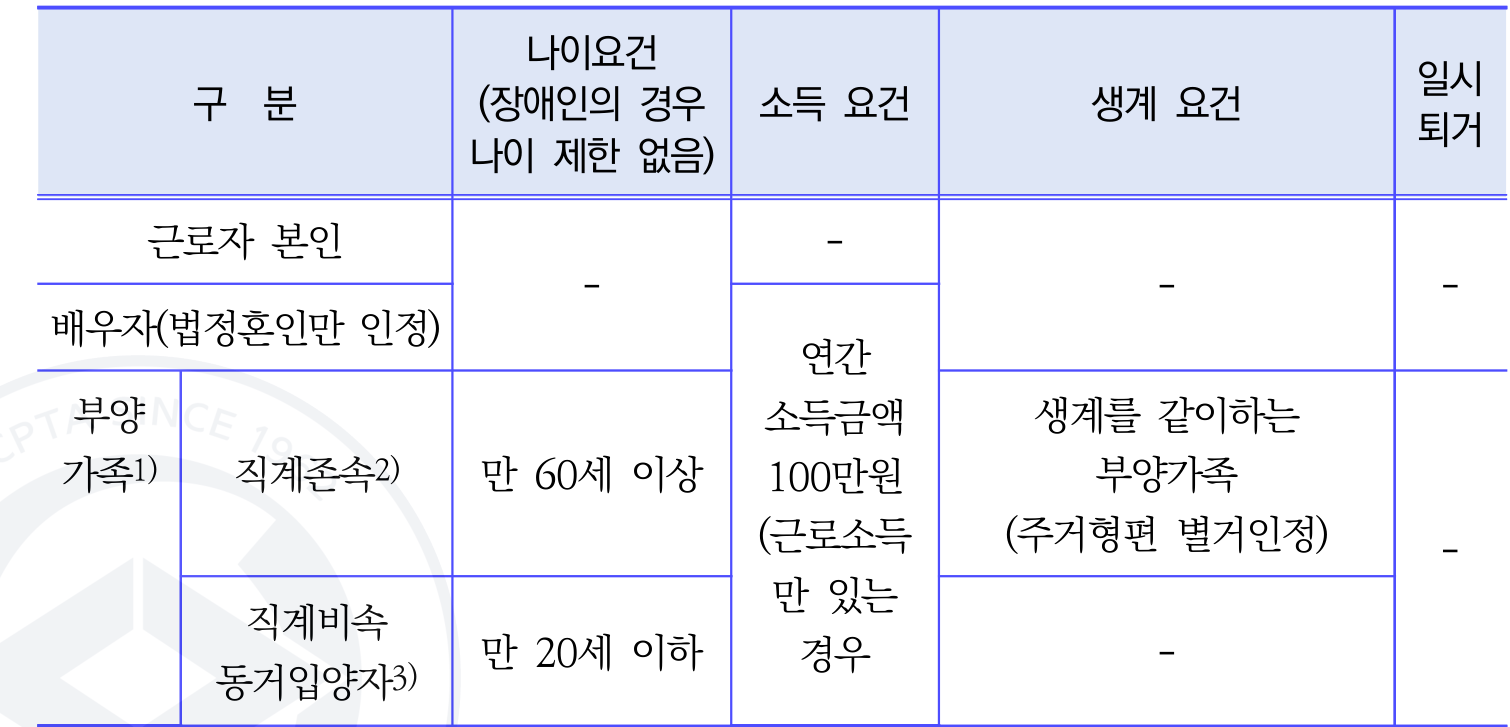 구 분
나이요건
(장애인의 경우
나이 제한 없음)
소득 요건
생계 요건
일시
퇴거
근로자 본인
-
-
-
-
배우자(법정혼인만 인정)
연간
소득금액
100만원
(근로소득
만 있는
경우
부양
가족1)
직계존속2)
만 60세 이상
생계를 같이하는
부양가족
(주거형편 별거인정)
-
직계비속
동거입양자3)
만 20세 이하
-